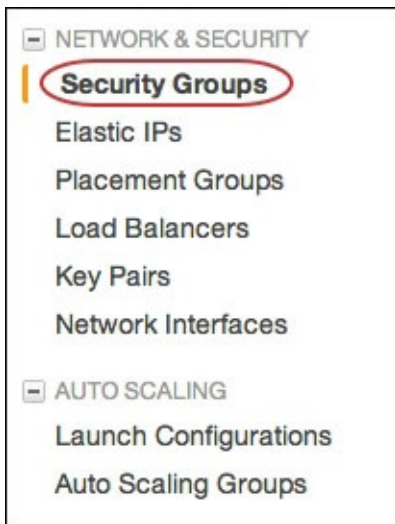 NETWORK & SECURITY
Security Groups
Elastic IPs
Placement Groups
Load Balancers
Key Pairs
Network Interfaces
AUTO SCALING
Launch Configurations
Auto Scaling Groups